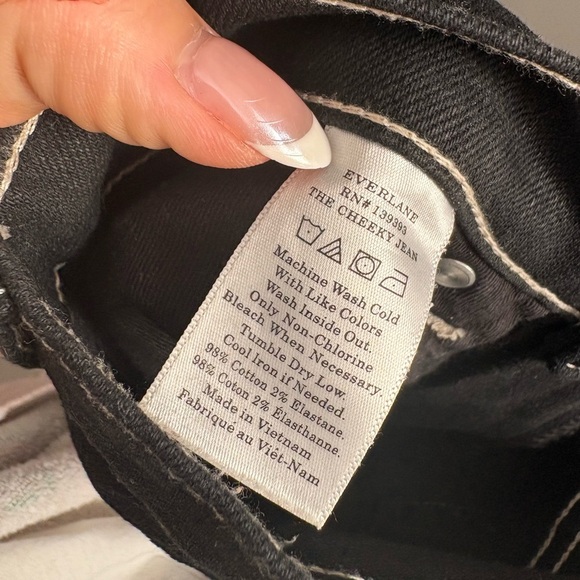 EVERLANE
RN# 139393
THE CHEEKY JEAN
Machine Wash Cold
With Like Colors
Wash Inside Out.
Only Non-Chlorine
Bleach When Necessary.
Tumble Dry Low.
Cool Iron if Needed.
98% Cotton 2% Elastane.
98% Coton 2% Élasthanne.
Made in Vietnam
Fabriqué au Viêt-Nam